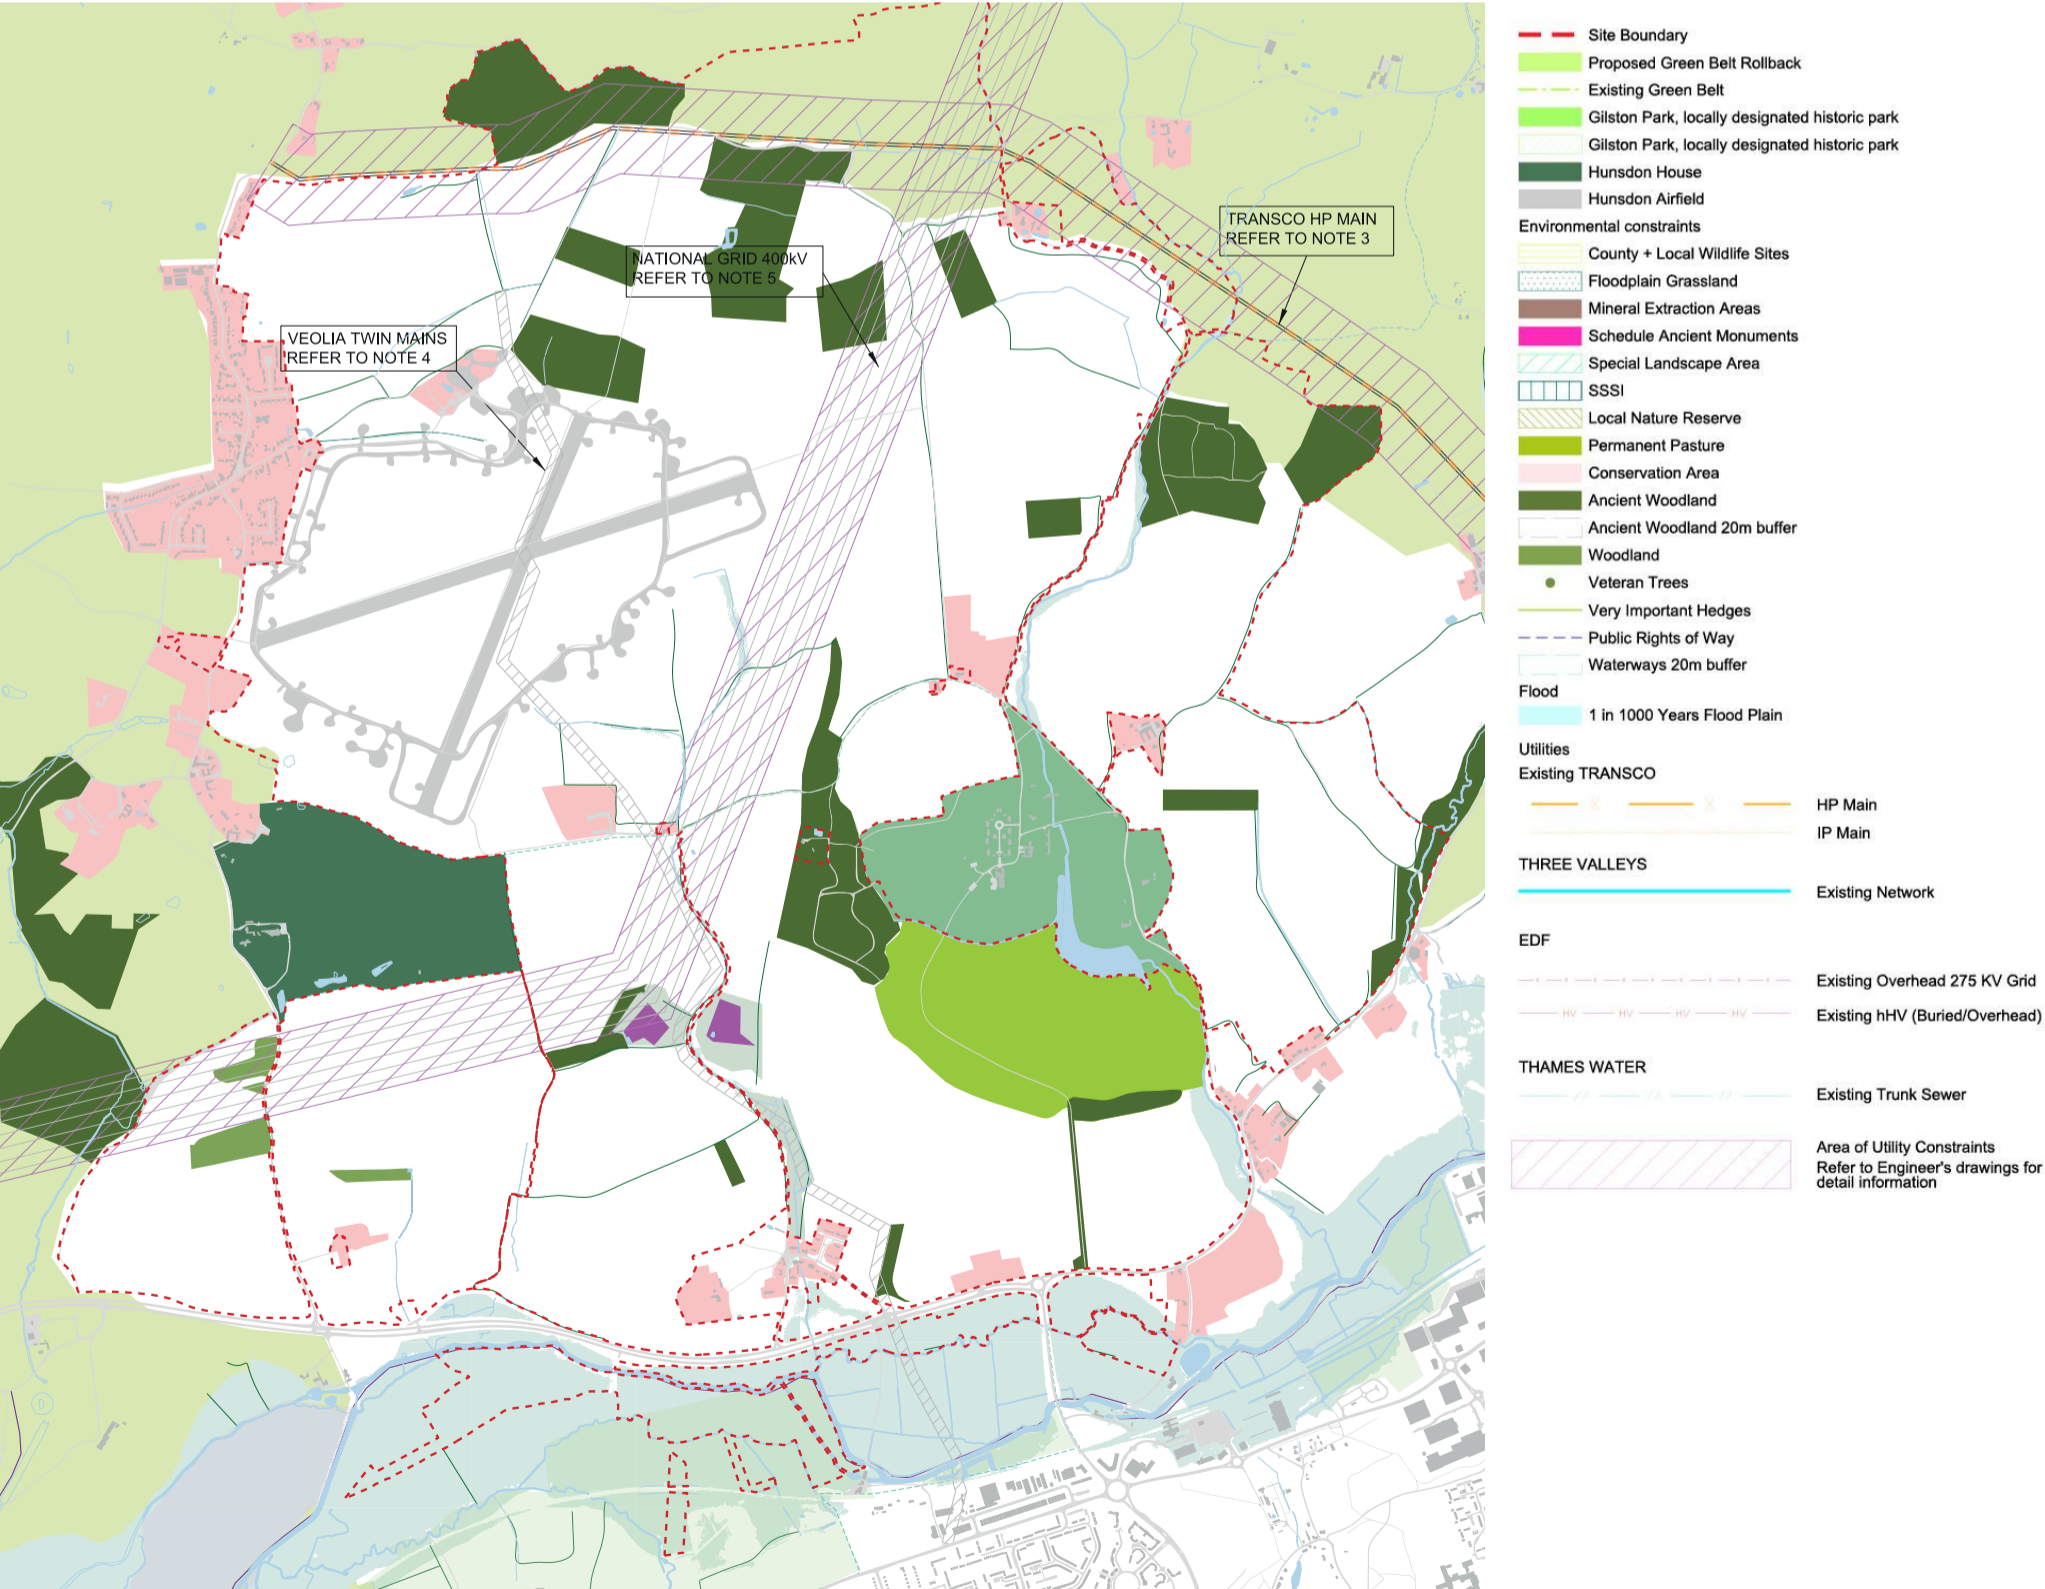 TRANSCO HP MAIN
REFER TO NOTE 3
NATIONAL GRID 400kV
REFER TO NOTE 5
VEOLIA TWIN MAINS
REFER TO NOTE 4
Site Boundary
Proposed Green Belt Rollback
Existing Green Belt
Gilston Park, locally designated historic park
Gilston Park, locally designated historic park
Hunsdon House
Hunsdon Airfield
Environmental constraints
County + Local Wildlife Sites
Floodplain Grassland
Mineral Extraction Areas
Schedule Ancient Monuments
Special Landscape Area
SSSI
Local Nature Reserve
Permanent Pasture
Conservation Area
Ancient Woodland
Ancient Woodland 20m buffer
Woodland
Veteran Trees
Very Important Hedges
Public Rights of Way
Waterways 20m buffer
Flood
1 in 1000 Years Flood Plain
Utilities
Existing TRANSCO
HP Main
IP Main
THREE VALLEYS
Existing Network
EDF
Existing Overhead 275 KV Grid
HV HV HV HV Existing hHV (Buried/Overhead)
THAMES WATER
Existing Trunk Sewer
Area of Utility Constraints
Refer to Engineer's drawings for
detail information